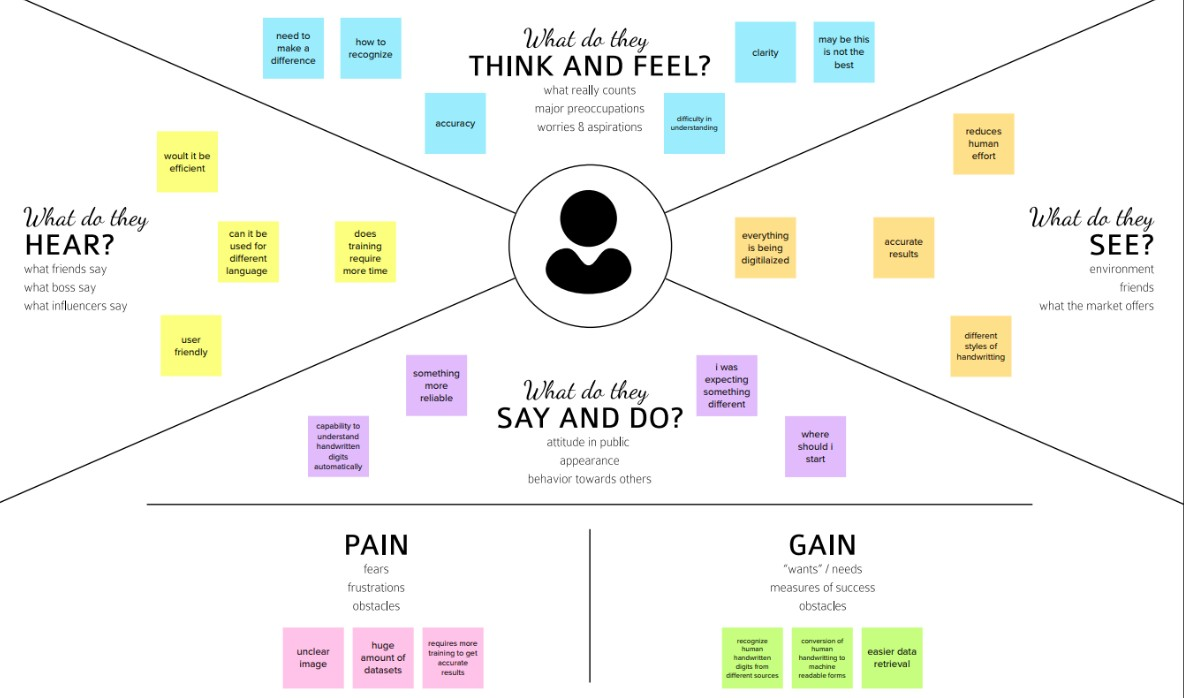 What do they
THINK AND FEEL?
what really counts
major preoccupations
worries & aspirations
need to
make a
difference
how to
recognize
accuracy
clarity
may be this
is not the
best
difficulty in
understanding
What do they
HEAR?
what friends say
what boss say
what influencers say
woult it be
efficient
can it be
used for
different
language
does
training
require
more time
user
friendly
What do they
SEE?
environment
friends
what the market offers
reduces
human
effort
everything
is being
digitilaized
accurate
results
different
styles of
handwritting
What do they
SAY AND DO?
attitude in public
appearance
behavior towards others
something
more
reliable
capability to
understand
handwritten
digits
automatically
i was
expecting
something
different
where
should i
start
PAIN
fears
frustrations
obstacles
unclear
image
huge
amount of
datasets
requires more
training to get
accurate
results
GAIN
“wants” / needs
measures of success
obstacles
recognize
human
handwritten
digits from
different sources
conversion of
human
handwritting to
machine
readable forms
easier data
retrieval